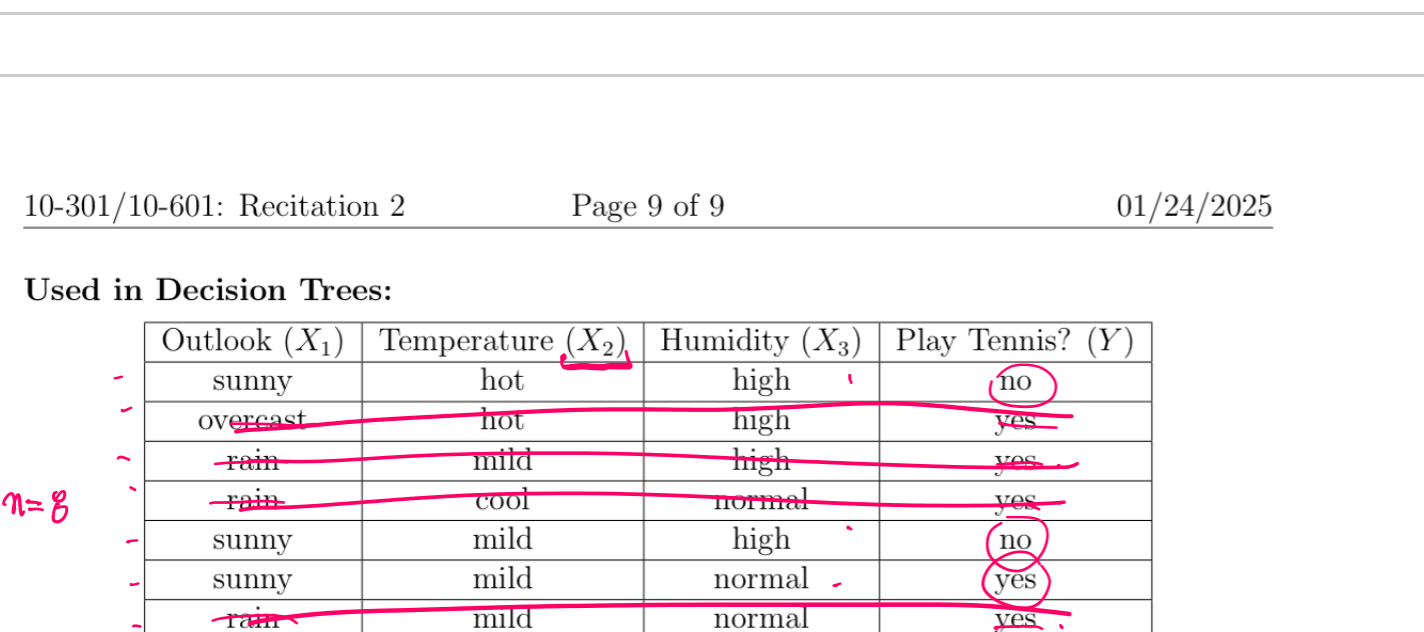 10-301/10-601: Recitation 2 Page 9 of 9 01/24/2025
Used in Decision Trees:
Outlook (X₁) Temperature (X₂) Humidity (X₃) Play Tennis? (Y)
sunny hot high no
overcast hot high yes
rain mild high yes
n=8 rain cool normal yes
sunny mild high no
sunny mild normal yes
rain mild normal yes